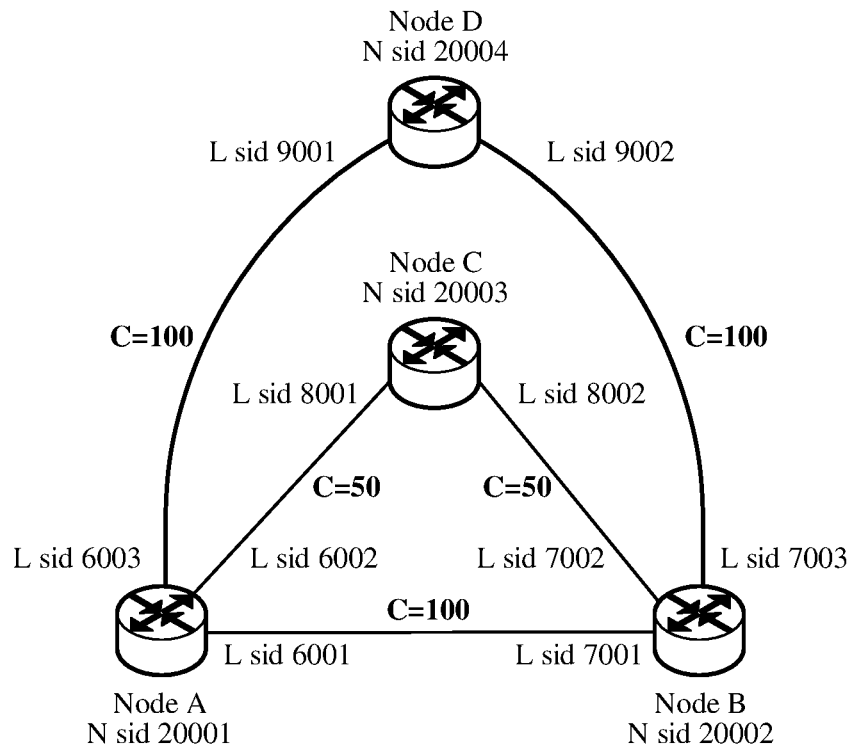 Node D
N sid 20004
L sid 9001
L sid 9002
Node C
N sid 20003
C=100
C=100
L sid 8001
L sid 8002
C=50
C=50
L sid 6003
L sid 6002
L sid 7002
L sid 7003
C=100
L sid 6001
L sid 7001
Node A
N sid 20001
Node B
N sid 20002